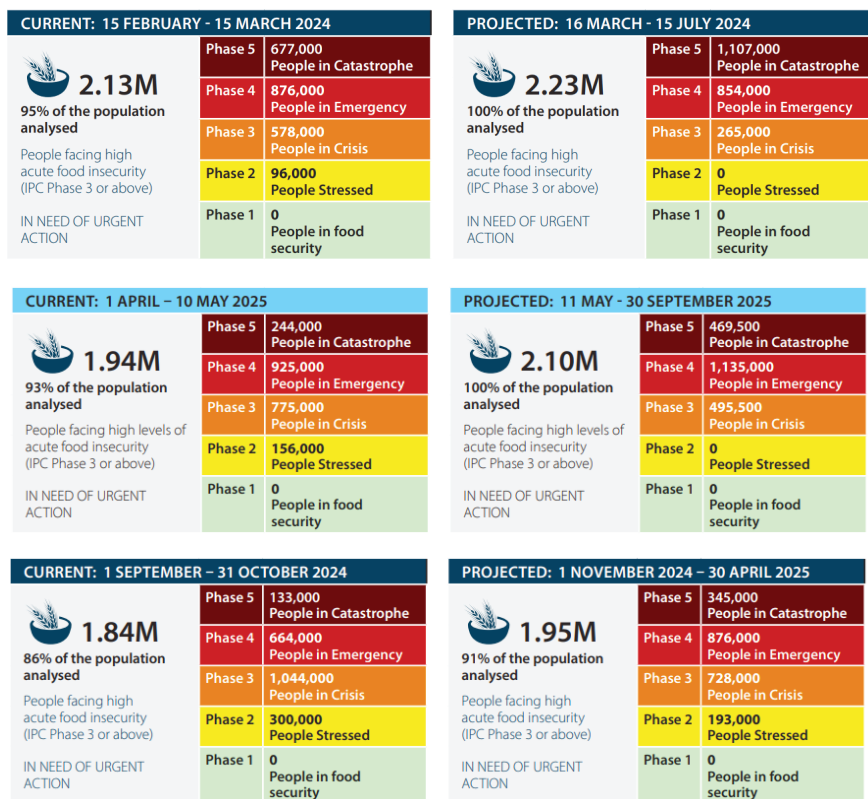 CURRENT: 15 FEBRUARY - 15 MARCH 2024
2.13M
95% of the population
analysed
People facing high
acute food insecurity
(IPC Phase 3 or above)
IN NEED OF URGENT
ACTION
Phase 5 677,000
People in Catastrophe
Phase 4 876,000
People in Emergency
Phase 3 578,000
People in Crisis
Phase 2 96,000
People Stressed
Phase 1 0
People in food
security
PROJECTED: 16 MARCH - 15 JULY 2024
2.23M
100% of the population
analysed
People facing high
acute food insecurity
(IPC Phase 3 or above)
IN NEED OF URGENT
ACTION
Phase 5 1,107,000
People in Catastrophe
Phase 4 854,000
People in Emergency
Phase 3 265,000
People in Crisis
Phase 2 0
People Stressed
Phase 1 0
People in food
security
CURRENT: 1 APRIL – 10 MAY 2025
1.94M
93% of the population
analysed
People facing high levels of
acute food insecurity
(IPC Phase 3 or above)
IN NEED OF URGENT
ACTION
Phase 5 244,000
People in Catastrophe
Phase 4 925,000
People in Emergency
Phase 3 775,000
People in Crisis
Phase 2 156,000
People Stressed
Phase 1 0
People in food
security
PROJECTED: 11 MAY - 30 SEPTEMBER 2025
2.10M
100% of the population
analysed
People facing high levels of
acute food insecurity
(IPC Phase 3 or above)
IN NEED OF URGENT
ACTION
Phase 5 469,500
People in Catastrophe
Phase 4 1,135,000
People in Emergency
Phase 3 495,500
People in Crisis
Phase 2 0
People Stressed
Phase 1 0
People in food
security
CURRENT: 1 SEPTEMBER – 31 OCTOBER 2024
1.84M
86% of the population
analysed
People facing high
acute food insecurity
(IPC Phase 3 or above)
IN NEED OF URGENT
ACTION
Phase 5 133,000
People in Catastrophe
Phase 4 664,000
People in Emergency
Phase 3 1,044,000
People in Crisis
Phase 2 300,000
People Stressed
Phase 1 0
People in food
security
PROJECTED: 1 NOVEMBER 2024 – 30 APRIL 2025
1.95M
91% of the population
analysed
People facing high
acute food insecurity
(IPC Phase 3 or above)
IN NEED OF URGENT
ACTION
Phase 5 345,000
People in Catastrophe
Phase 4 876,000
People in Emergency
Phase 3 728,000
People in Crisis
Phase 2 193,000
People Stressed
Phase 1 0
People in food
security